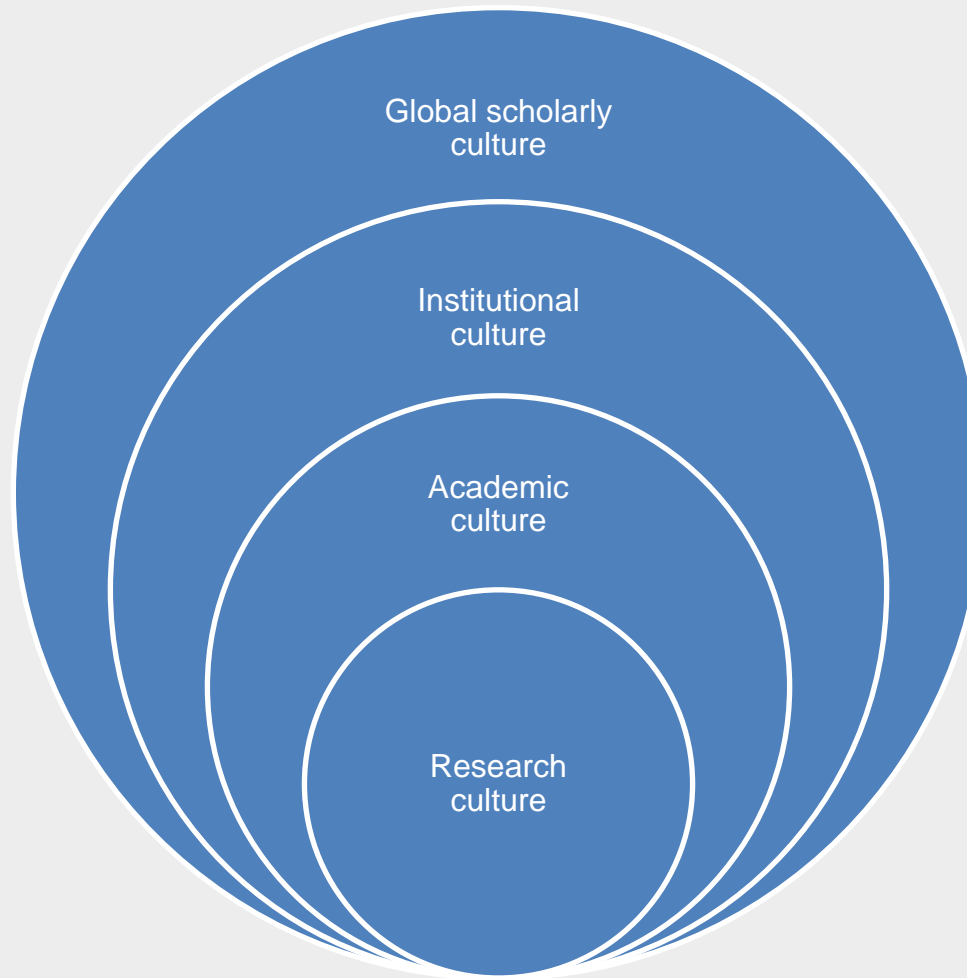 Global scholarly
culture
Institutional
culture
Academic
culture
Research
culture